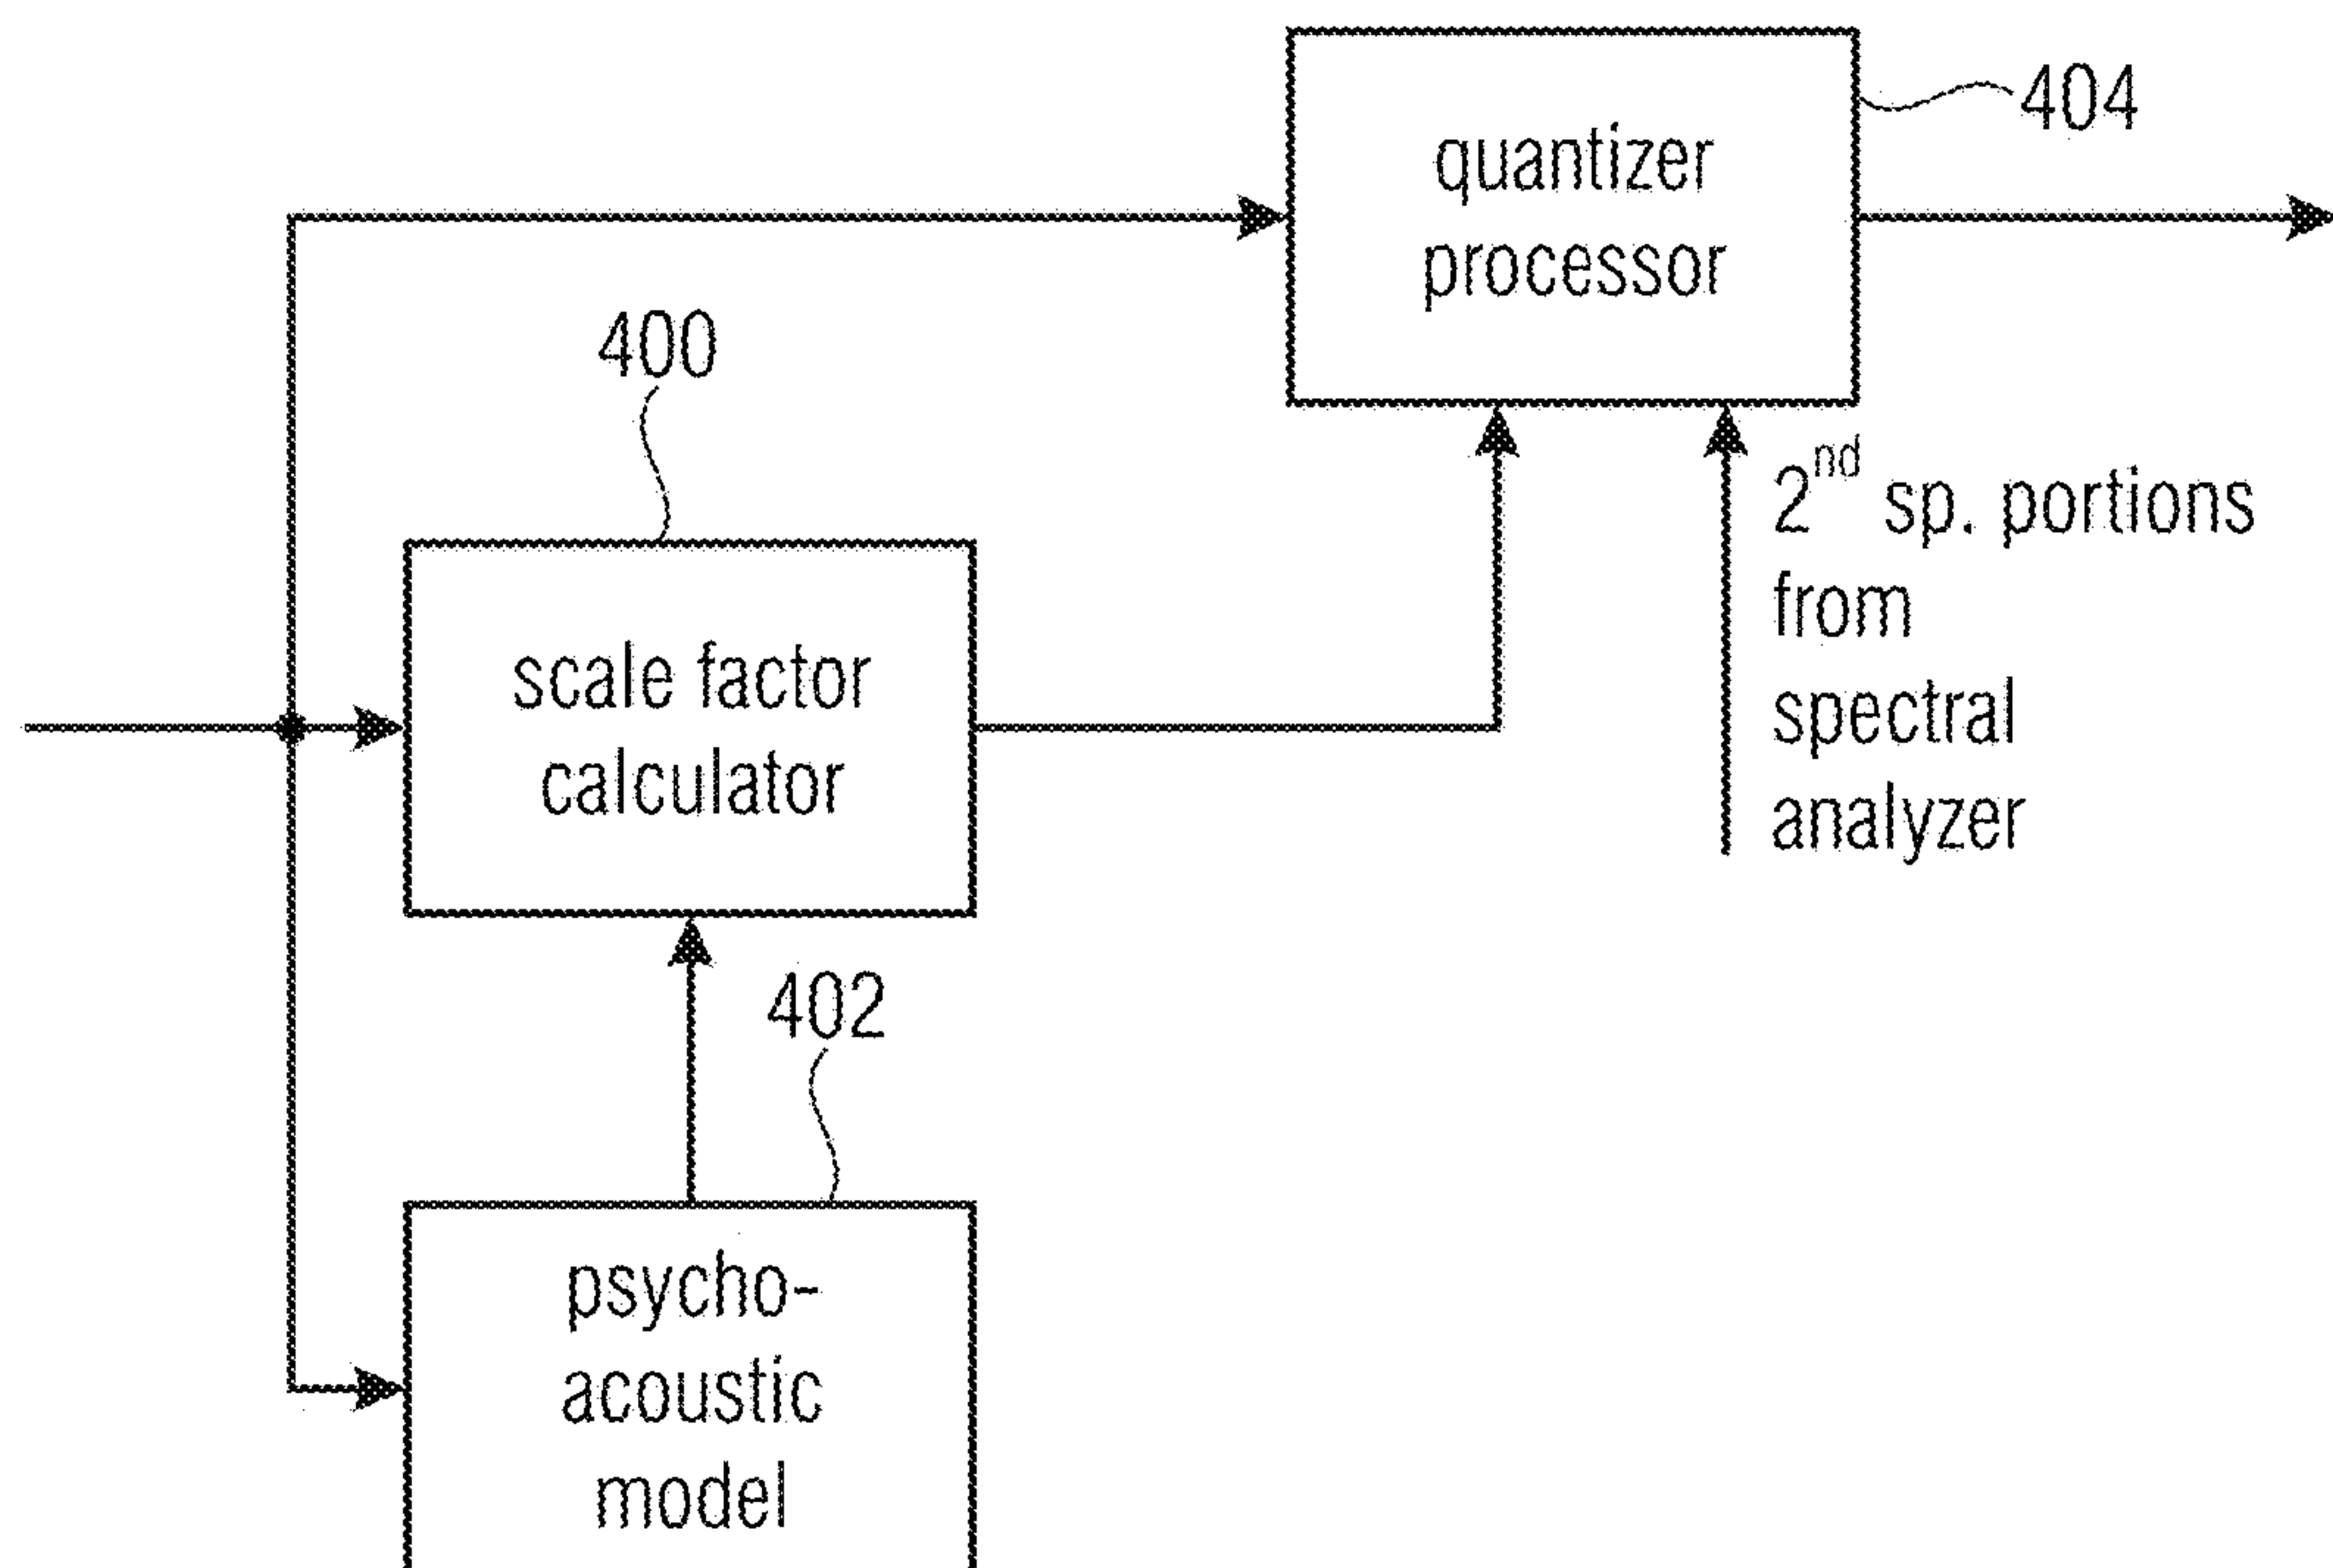 404
quantizer
processor
400
2nd sp. portions
from
spectral
analyzer
scale factor
calculator
402
psycho-
acoustic
model